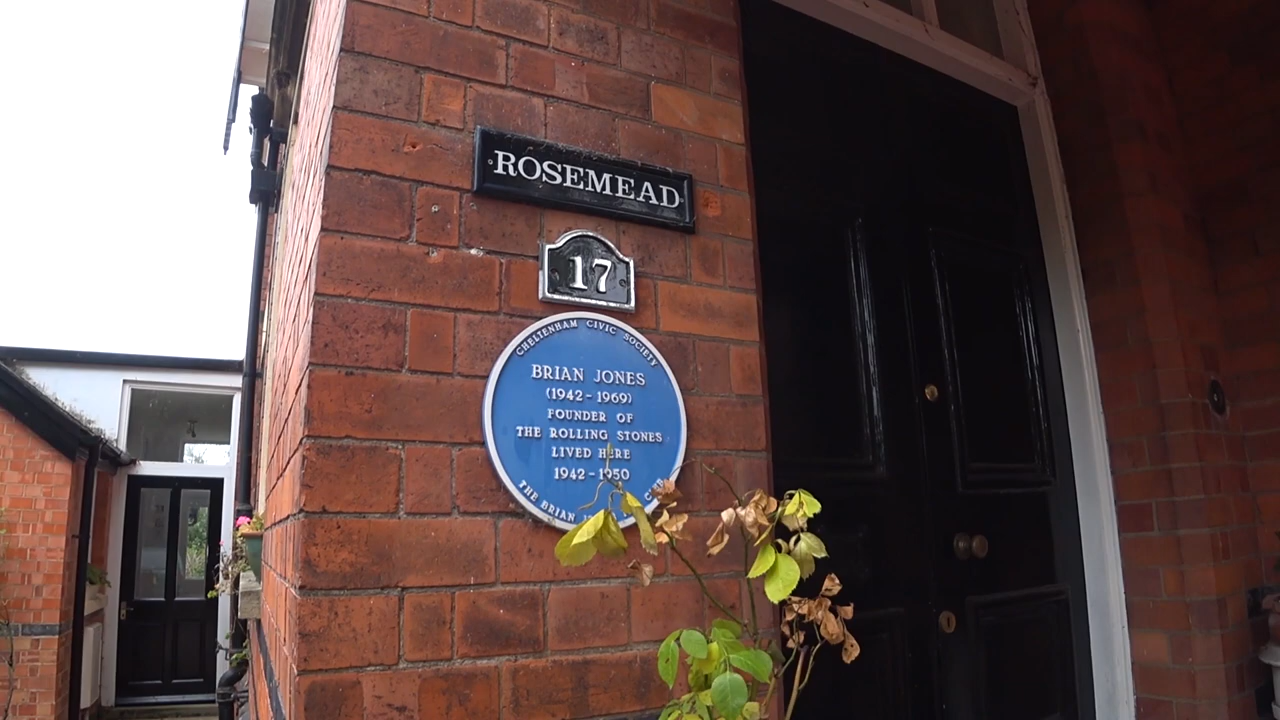 ROSEMEAD
17
CHELTENHAM CIVIC SOCIETY
BRIAN JONES
(1942-1969)
FOUNDER OF
THE ROLLING STONES
LIVED HERE
1942-1950
THE BRIAN